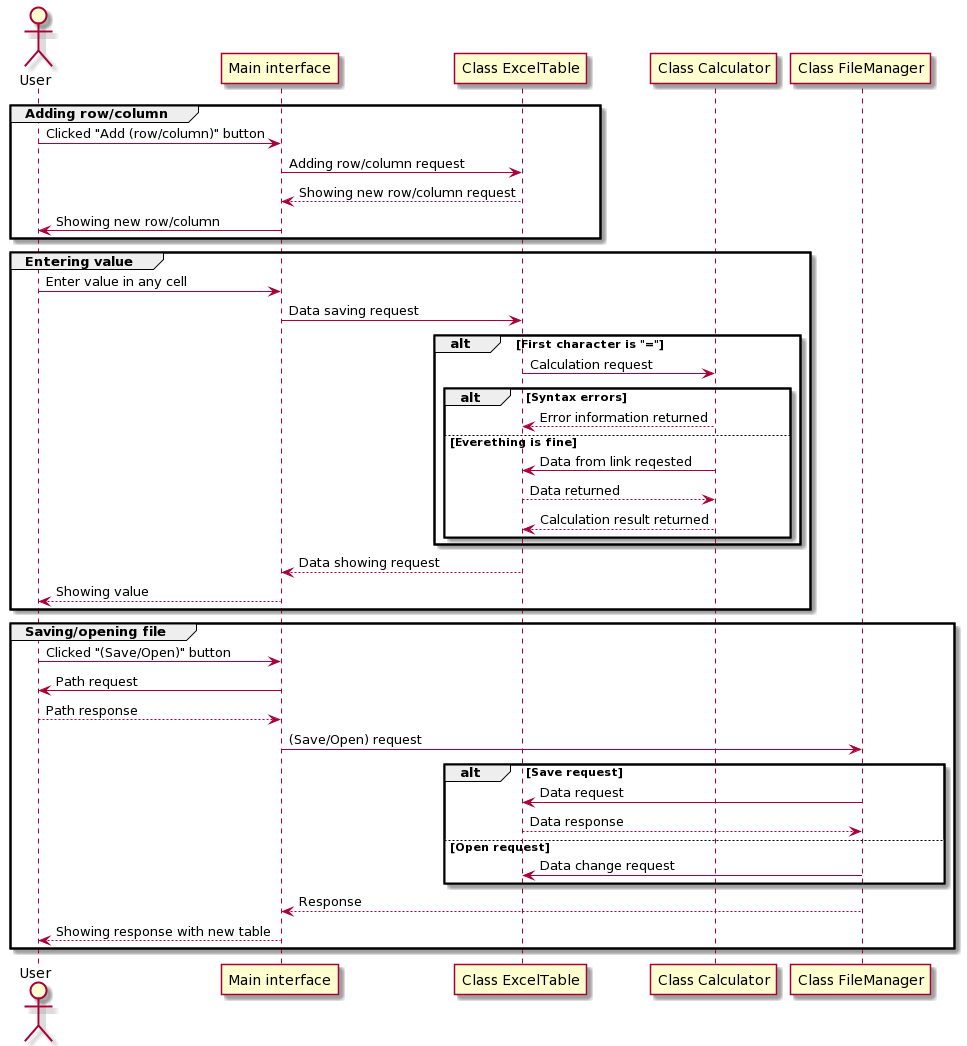 User
Main interface
Class ExcelTable
Class Calculator
Class FileManager
Adding row/column
Clicked "Add (row/column)" button
Adding row/column request
Showing new row/column request
Showing new row/column
Entering value
Enter value in any cell
Data saving request
alt [First character is "="]
Calculation request
alt [Syntax errors]
Error information returned
[Everething is fine]
Data from link reqested
Data returned
Calculation result returned
Data showing request
Showing value
Saving/opening file
Clicked "(Save/Open)" button
Path request
Path response
(Save/Open) request
alt [Save request]
Data request
Data response
[Open request]
Data change request
Response
Showing response with new table
User
Main interface
Class ExcelTable
Class Calculator
Class FileManager